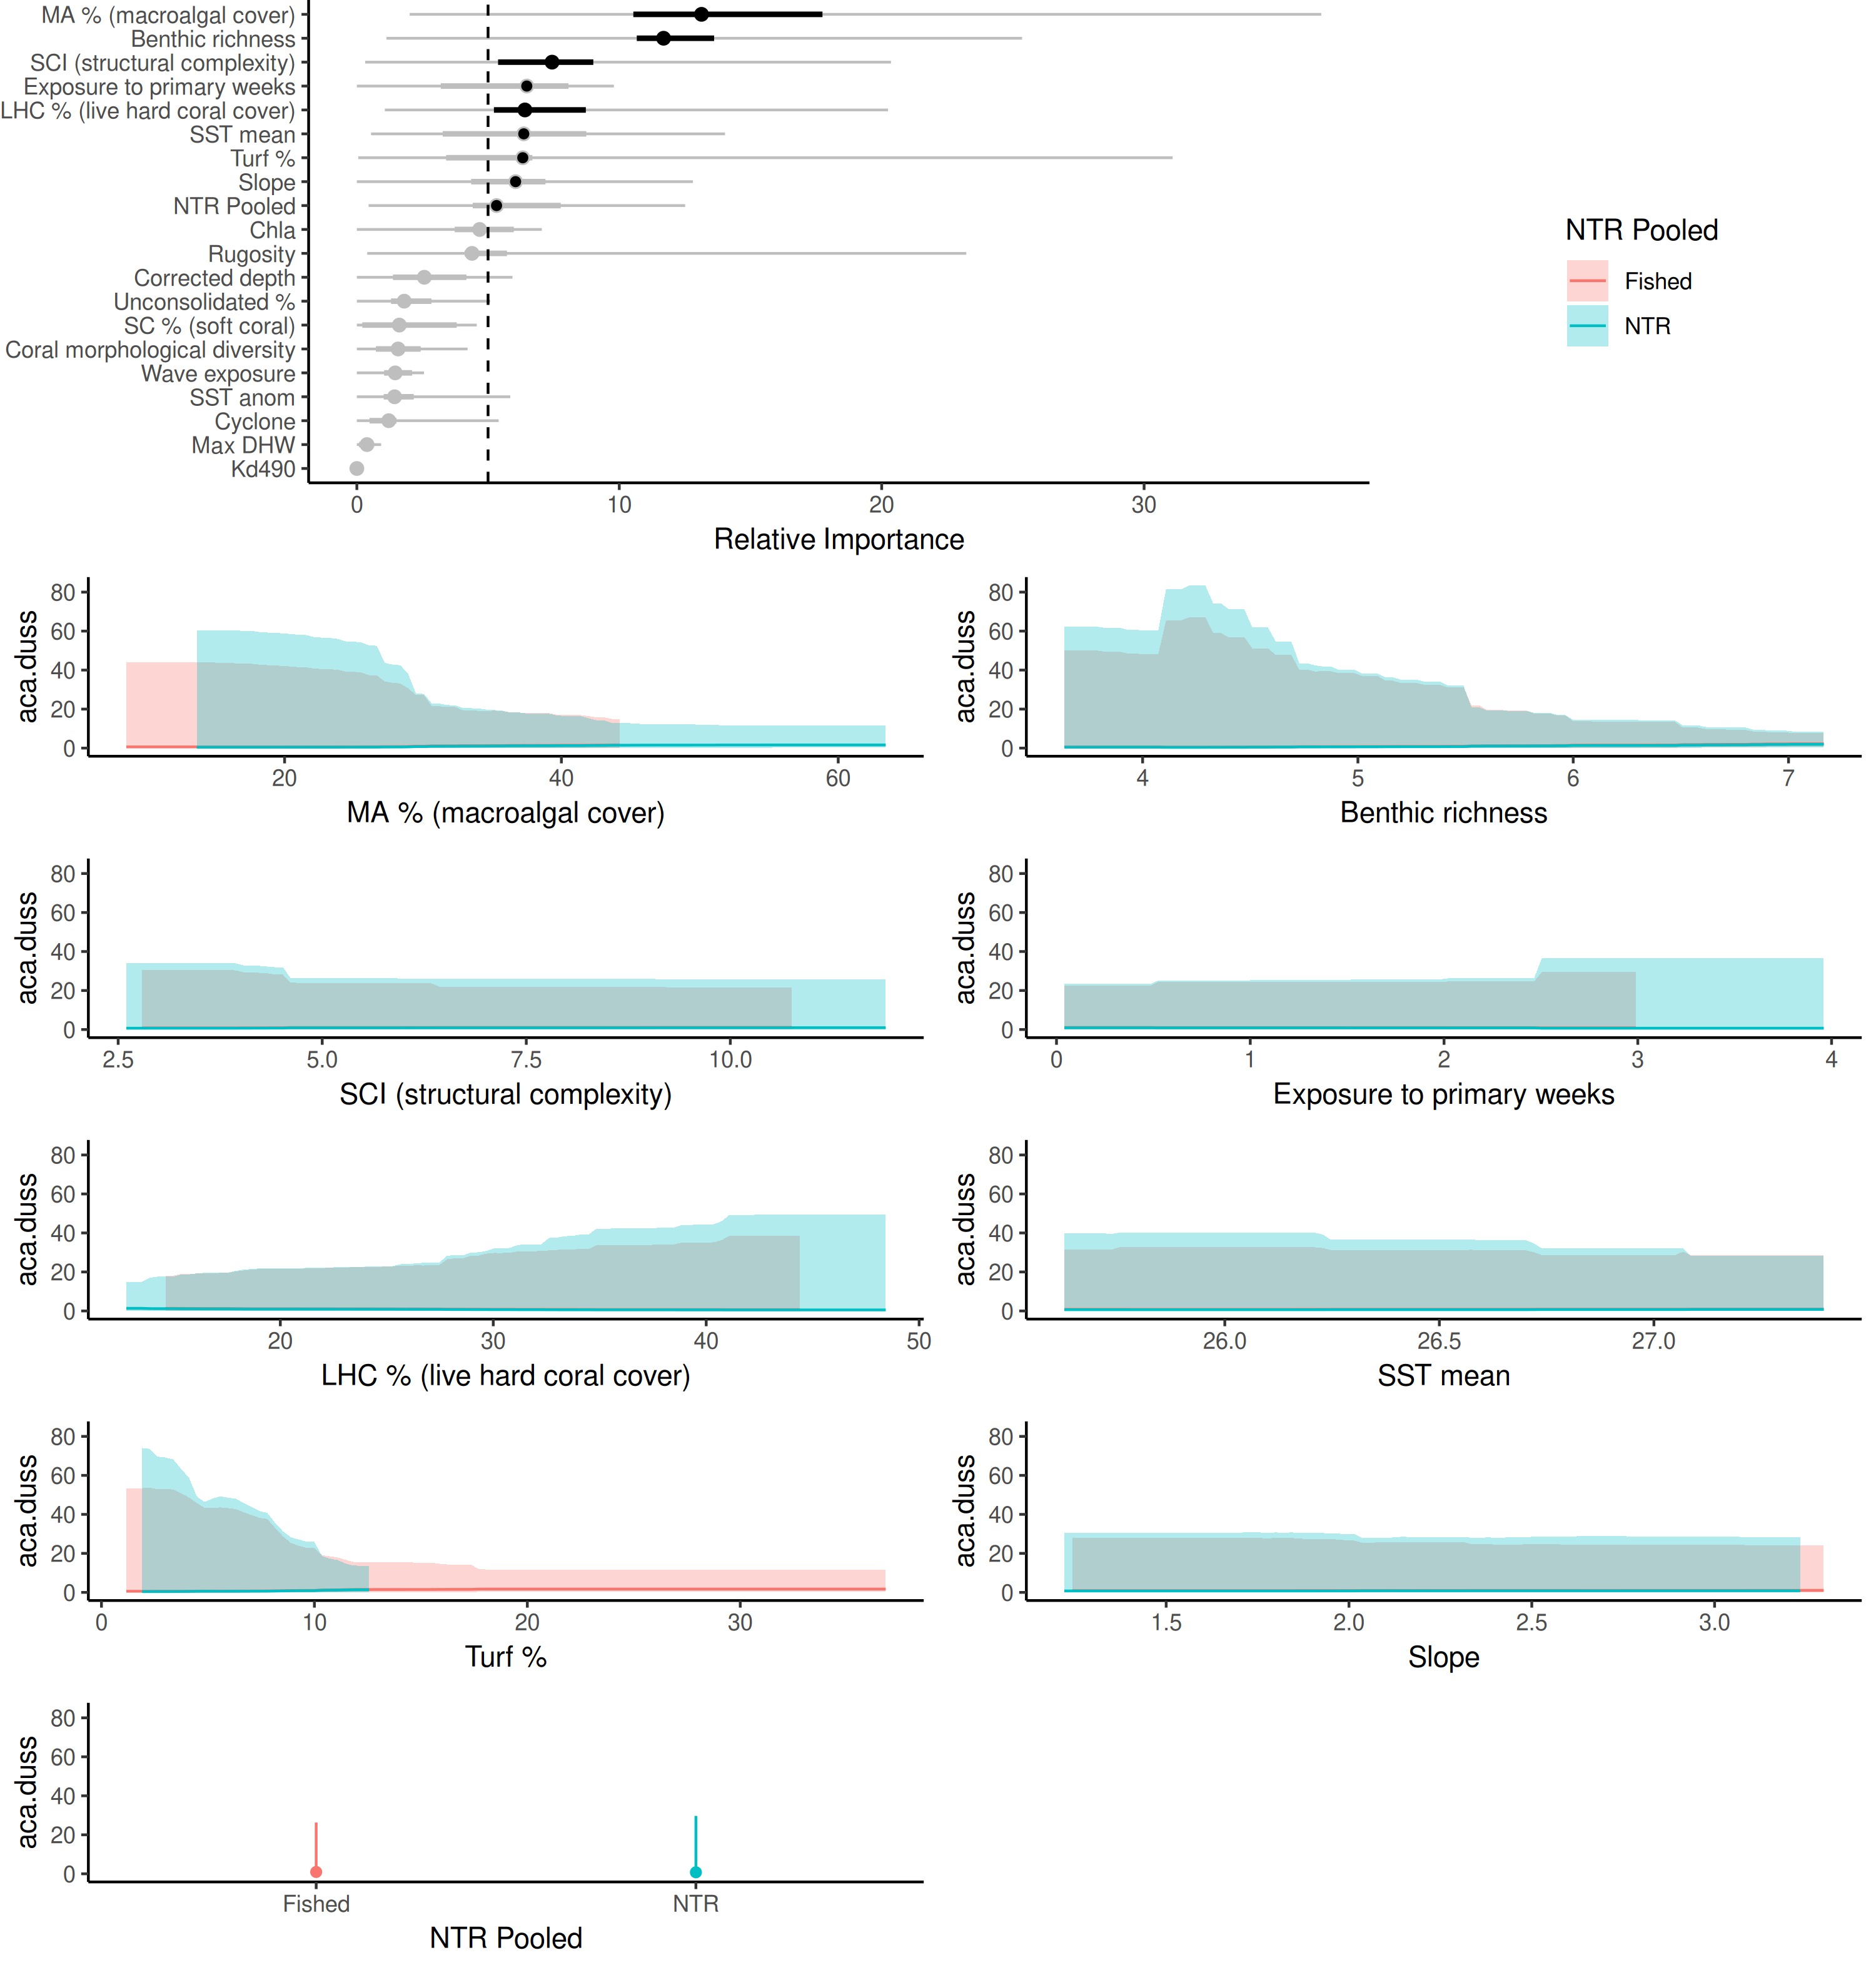 MA % (macroalgal cover)
Benthic richness
SCI (structural complexity)
Exposure to primary weeks
LHC % (live hard coral cover)
SST mean
Turf %
Slope
NTR Pooled
Chla
Rugosity
Corrected depth
Unconsolidated %
SC % (soft coral)
Coral morphological diversity
Wave exposure
SST anom
Cyclone
Max DHW
Kd490
0 10 20 30
Relative Importance
NTR Pooled
Fished
NTR
80
60
40
20
0
aca.duss
20 40 60
MA % (macroalgal cover)
80
60
40
20
0
aca.duss
4 5 6 7
Benthic richness
80
60
40
20
0
aca.duss
2.5 5.0 7.5 10.0
SCI (structural complexity)
80
60
40
20
0
aca.duss
0 1 2 3 4
Exposure to primary weeks
80
60
40
20
0
aca.duss
20 30 40 50
LHC % (live hard coral cover)
80
60
40
20
0
aca.duss
26.0 26.5 27.0
SST mean
80
60
40
20
0
aca.duss
0 10 20 30
Turf %
80
60
40
20
0
aca.duss
1.5 2.0 2.5 3.0
Slope
80
60
40
20
0
aca.duss
Fished NTR
NTR Pooled